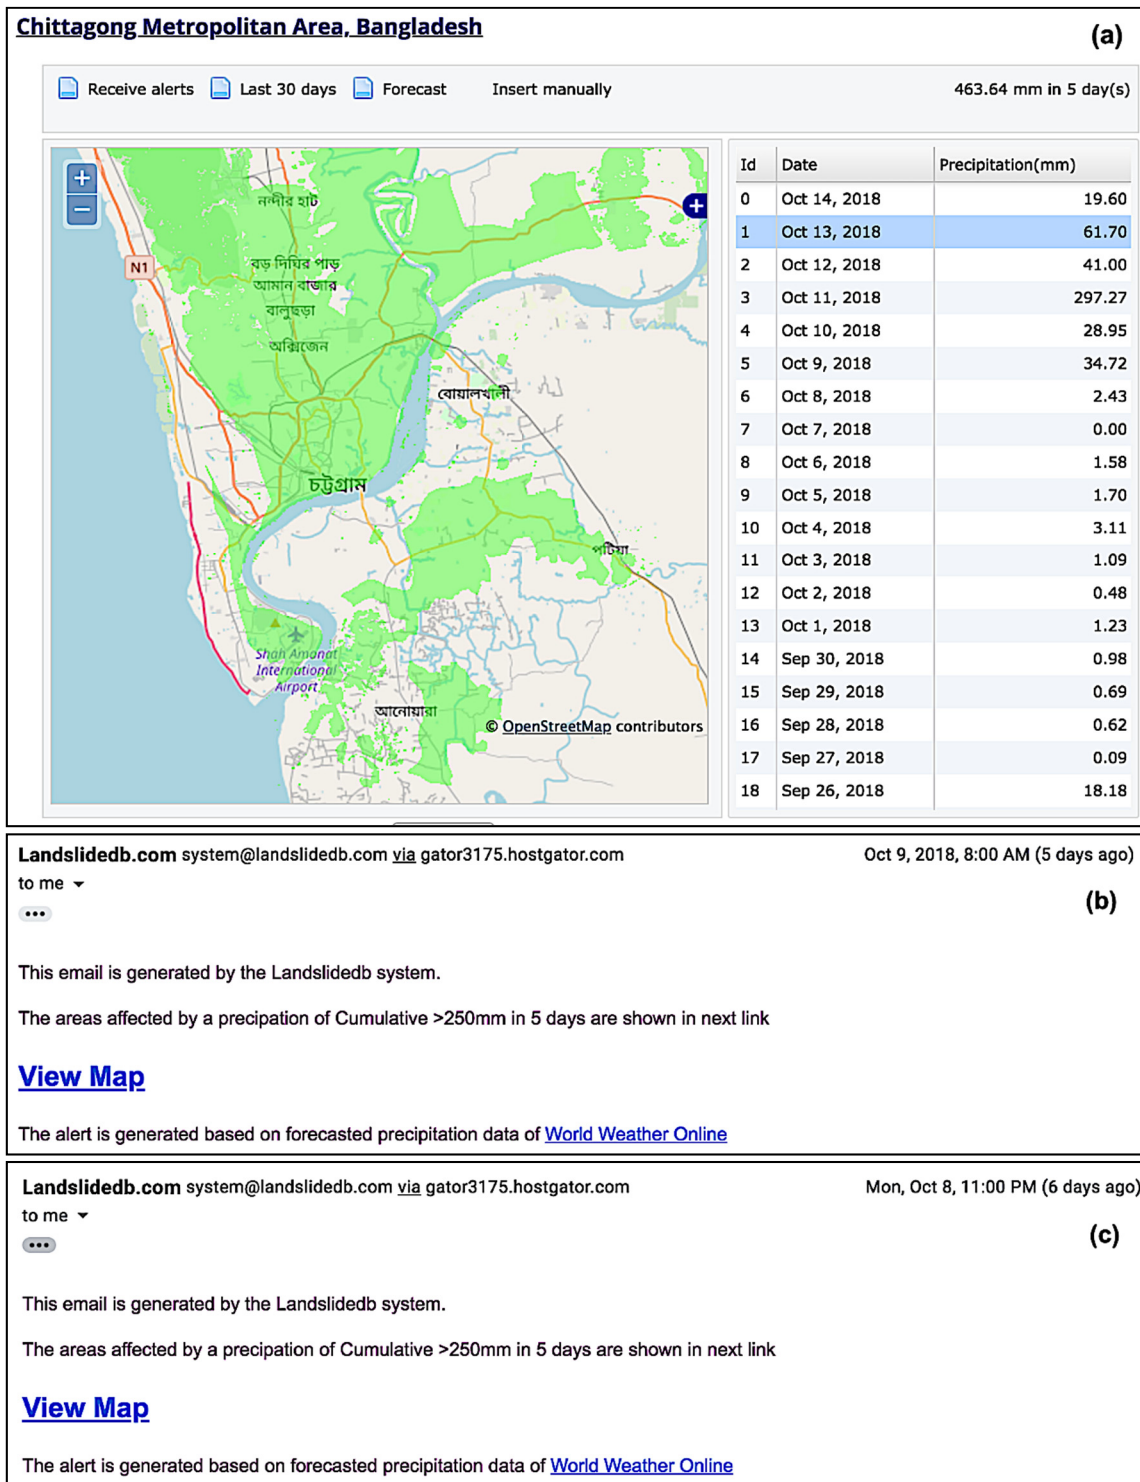 Chittagong Metropolitan Area, Bangladesh
(a)
Receive alerts Last 30 days Forecast Insert manually 463.64 mm in 5 day(s)
+
−
+
নন্দীর হাট
N1
বড় দিঘির পাড়
আমান বাজার
বালুছড়া
অক্সিজেন
বোয়ালখালী
চট্টগ্রাম
পটিয়া
Shah Amanat
International
Airport
আনোয়ারা
© OpenStreetMap contributors
Id Date Precipitation(mm)
0 Oct 14, 2018 19.60
1 Oct 13, 2018 61.70
2 Oct 12, 2018 41.00
3 Oct 11, 2018 297.27
4 Oct 10, 2018 28.95
5 Oct 9, 2018 34.72
6 Oct 8, 2018 2.43
7 Oct 7, 2018 0.00
8 Oct 6, 2018 1.58
9 Oct 5, 2018 1.70
10 Oct 4, 2018 3.11
11 Oct 3, 2018 1.09
12 Oct 2, 2018 0.48
13 Oct 1, 2018 1.23
14 Sep 30, 2018 0.98
15 Sep 29, 2018 0.69
16 Sep 28, 2018 0.62
17 Sep 27, 2018 0.09
18 Sep 26, 2018 18.18
Landslidedb.com system@landslidedb.com via gator3175.hostgator.com Oct 9, 2018, 8:00 AM (5 days ago)
to me
(b)
This email is generated by the Landslidedb system.
The areas affected by a precipation of Cumulative >250mm in 5 days are shown in next link
View Map
The alert is generated based on forecasted precipitation data of World Weather Online
Landslidedb.com system@landslidedb.com via gator3175.hostgator.com Mon, Oct 8, 11:00 PM (6 days ago)
to me
(c)
This email is generated by the Landslidedb system.
The areas affected by a precipation of Cumulative >250mm in 5 days are shown in next link
View Map
The alert is generated based on forecasted precipitation data of World Weather Online